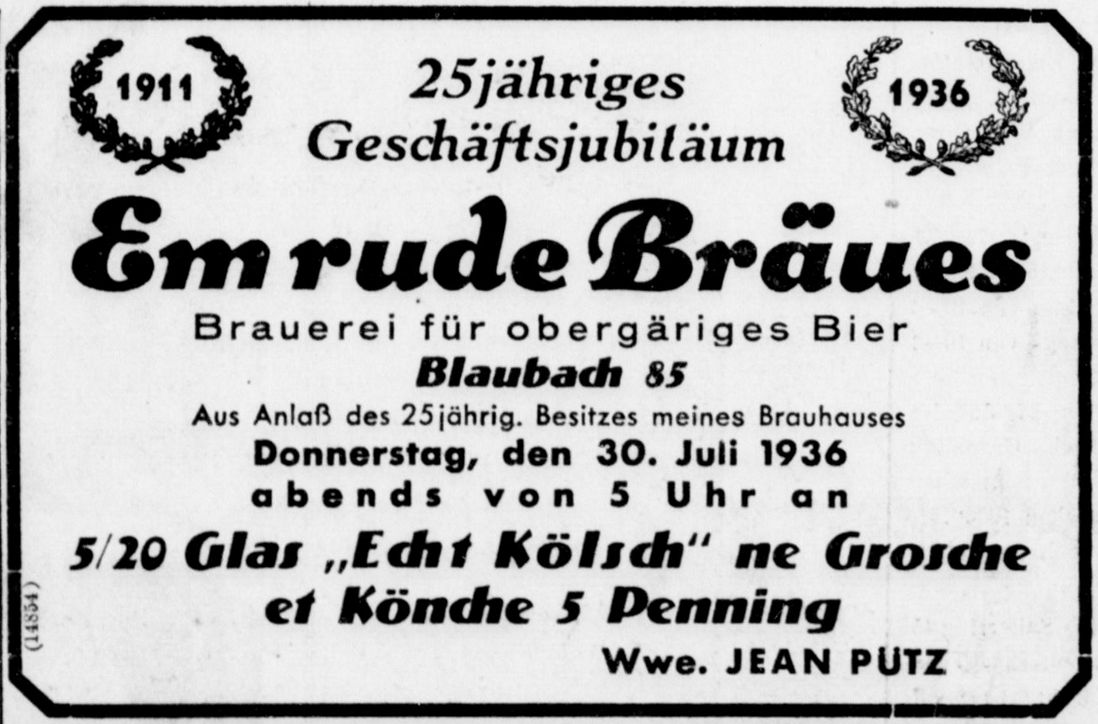 1911
25jähriges
1936
Geschäftsjubiläum
Em rude Bräues
Brauerei für obergäriges Bier
Blaubach 85
Aus Anlaß des 25jährig. Besitzes meines Brauhauses
Donnerstag, den 30. Juli 1936
abends von 5 Uhr an
5/20 Glas „Echt Kölsch“ ne Grosche
et Könche 5 Penning
Wwe. JEAN PÜTZ
(14854)